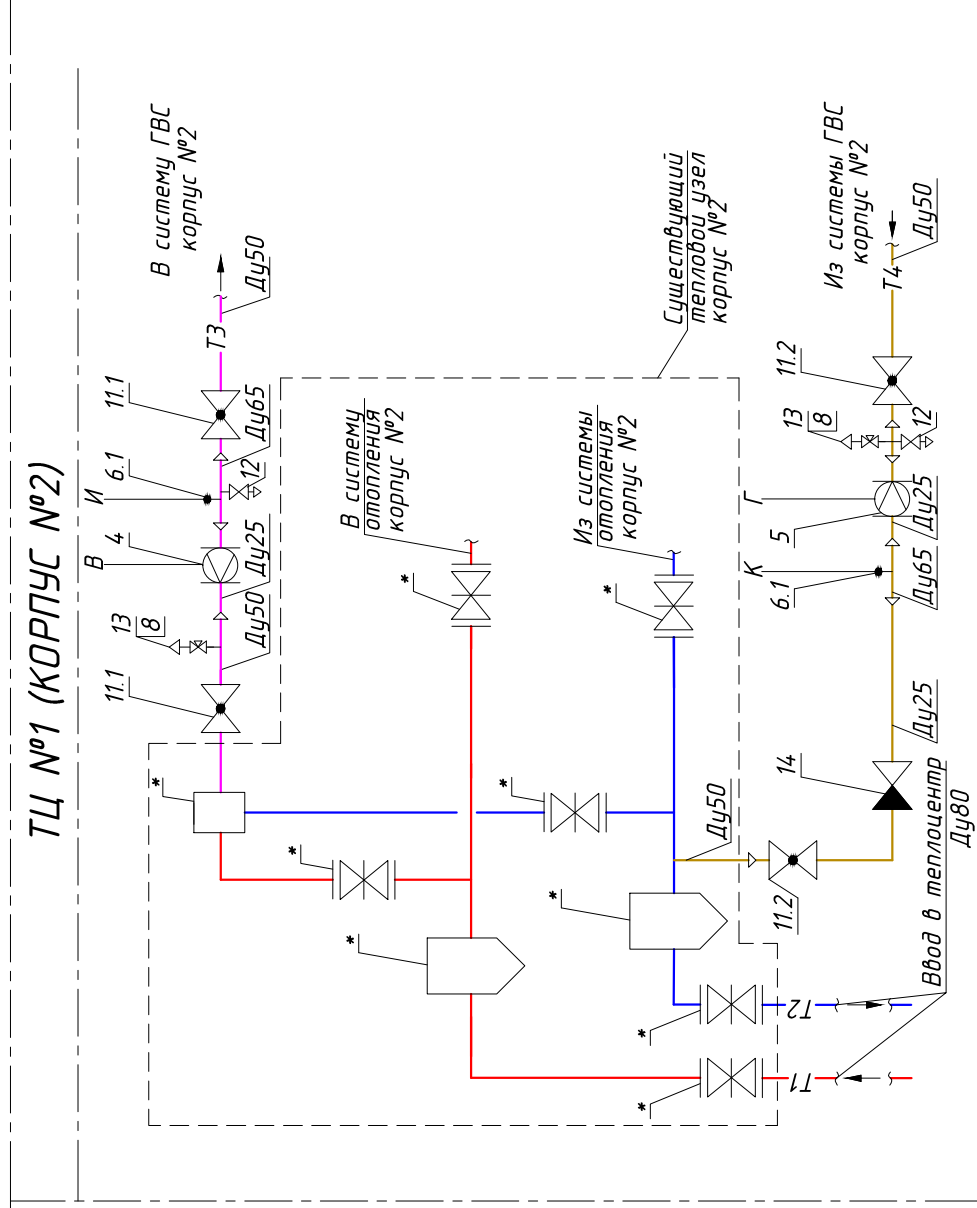 ТЦ №1 (КОРПУС №2)
В систему ГВС
корпус №2
Ду50
Т3
11.1
Ду65
6.1
И
12
4
В
Ду25
Ду50
13
8
11.1
*
Существующий
тепловой узел
корпус №2
В систему
отопления
корпус №2
*
Из системы
отопления
корпус №2
*
*
*
*
*
Ду50
*
*
Т2
Т1
Из системы ГВС
корпус №2
Ду50
Т4
11.2
13
8
12
Г
5
Ду25
К
6.1
Ду65
Ду25
14
11.2
Ввод в теплоцентр
Ду80